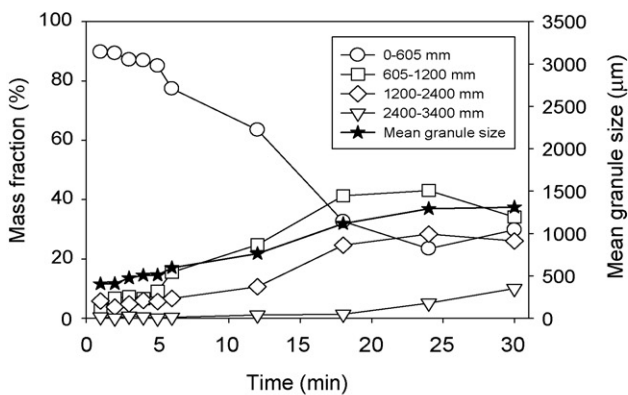 100
80
60
40
20
0
Mass fraction (%)
0-605 mm
605-1200 mm
1200-2400 mm
2400-3400 mm
Mean granule size
3500
3000
2500
2000
1500
1000
500
0
Mean granule size (μm)
0 5 10 15 20 25 30
Time (min)